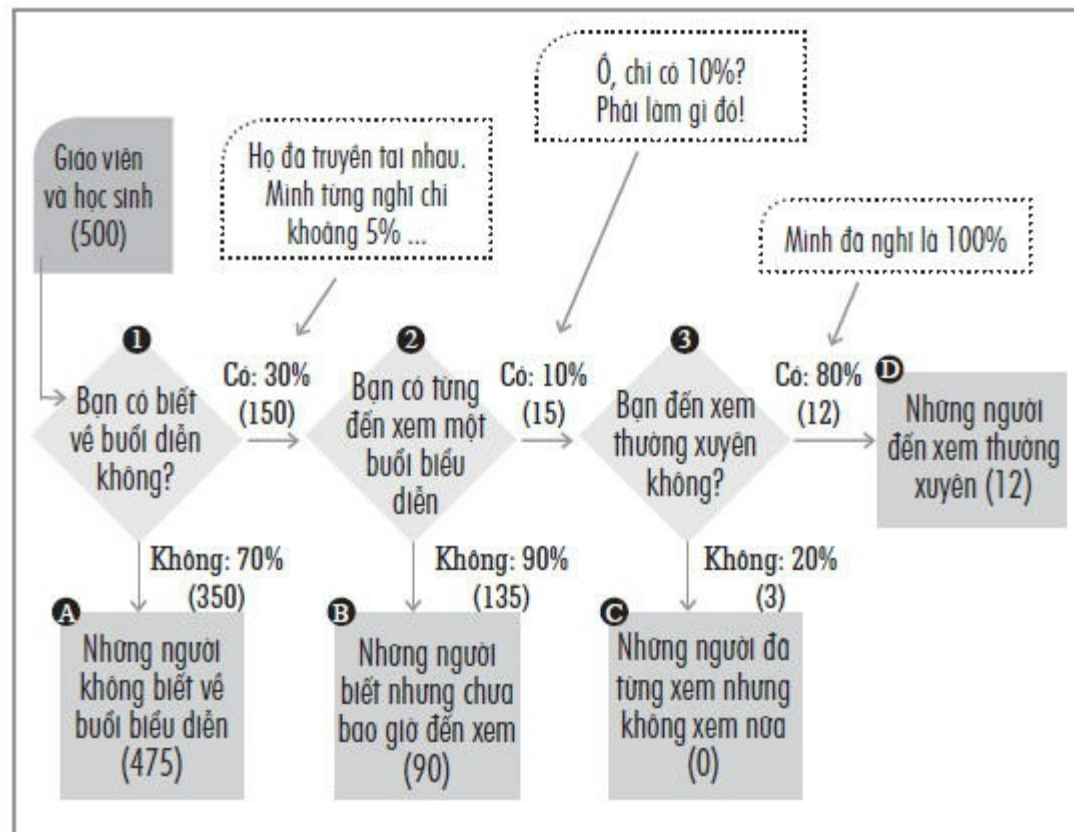 Ồ, chỉ có 10%?
Phải làm gì đó!
Giáo viên
và học sinh
(500)
Họ đã truyền tai nhau.
Mình từng nghĩ chỉ
khoảng 5% ...
Mình đã nghĩ là 100%
1
Bạn có biết
về buổi diễn
không?
Có: 30%
(150)
2
Bạn có từng
đến xem một
buổi biểu
diễn
Có: 10%
(15)
3
Bạn đến xem
thường xuyên
không?
Có: 80%
(12)
D
Những người
đến xem thường
xuyên (12)
Không: 70%
(350)
A
Những người
không biết về
buổi biểu diễn
(475)
Không: 90%
(135)
B
Những người
biết nhưng chưa
bao giờ đến xem
(90)
Không: 20%
(3)
C
Những người đã
từng xem nhưng
không xem nữa
(0)